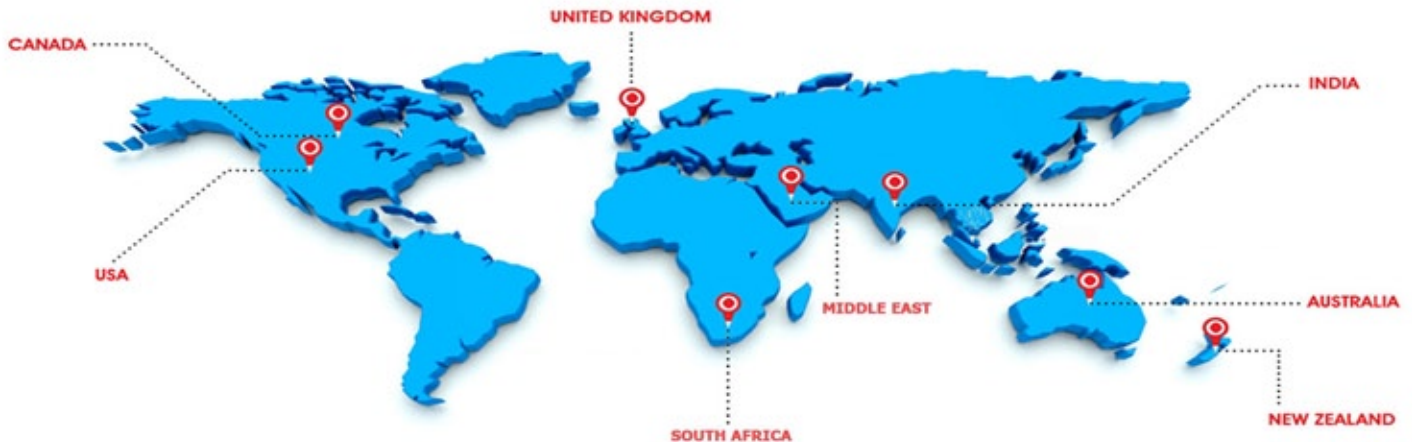 UNITED KINGDOM
CANADA
INDIA
USA
MIDDLE EAST
AUSTRALIA
NEW ZEALAND
SOUTH AFRICA